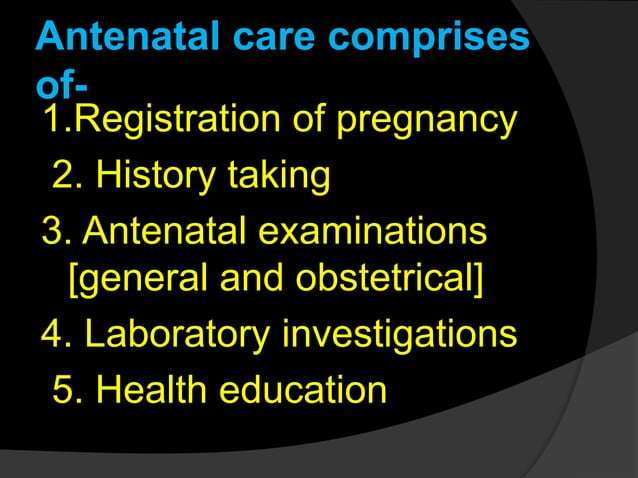 Antenatal care comprises
of-
1.Registration of pregnancy
2. History taking
3. Antenatal examinations
[general and obstetrical]
4. Laboratory investigations
5. Health education